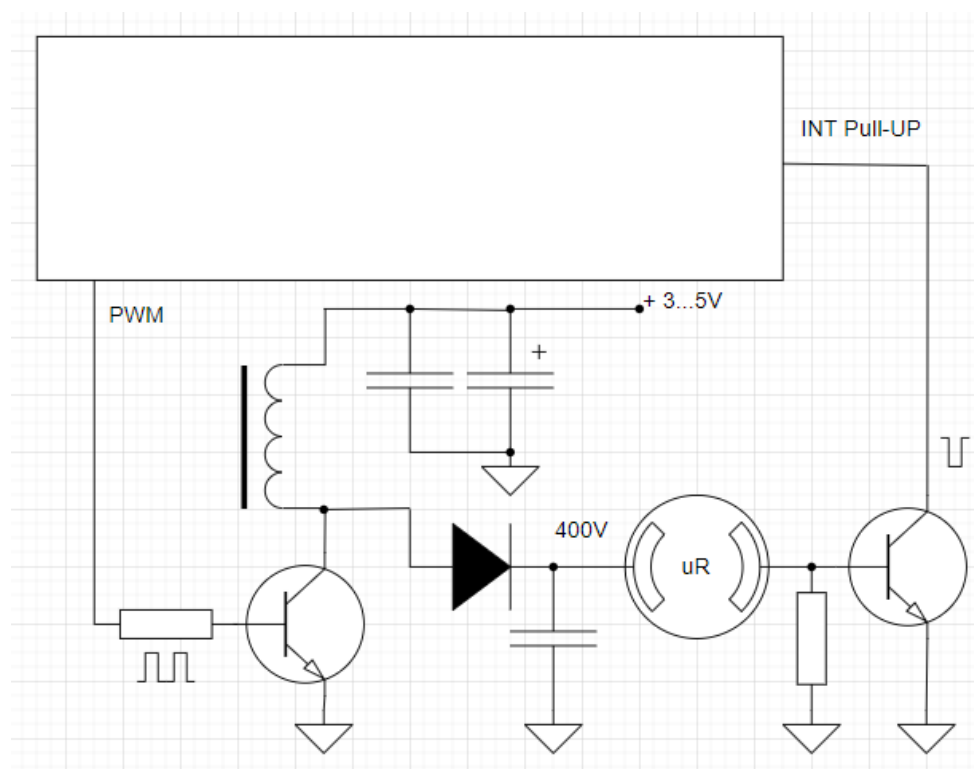 INT Pull-UP
PWM
+ 3...5V
+
400V
uR